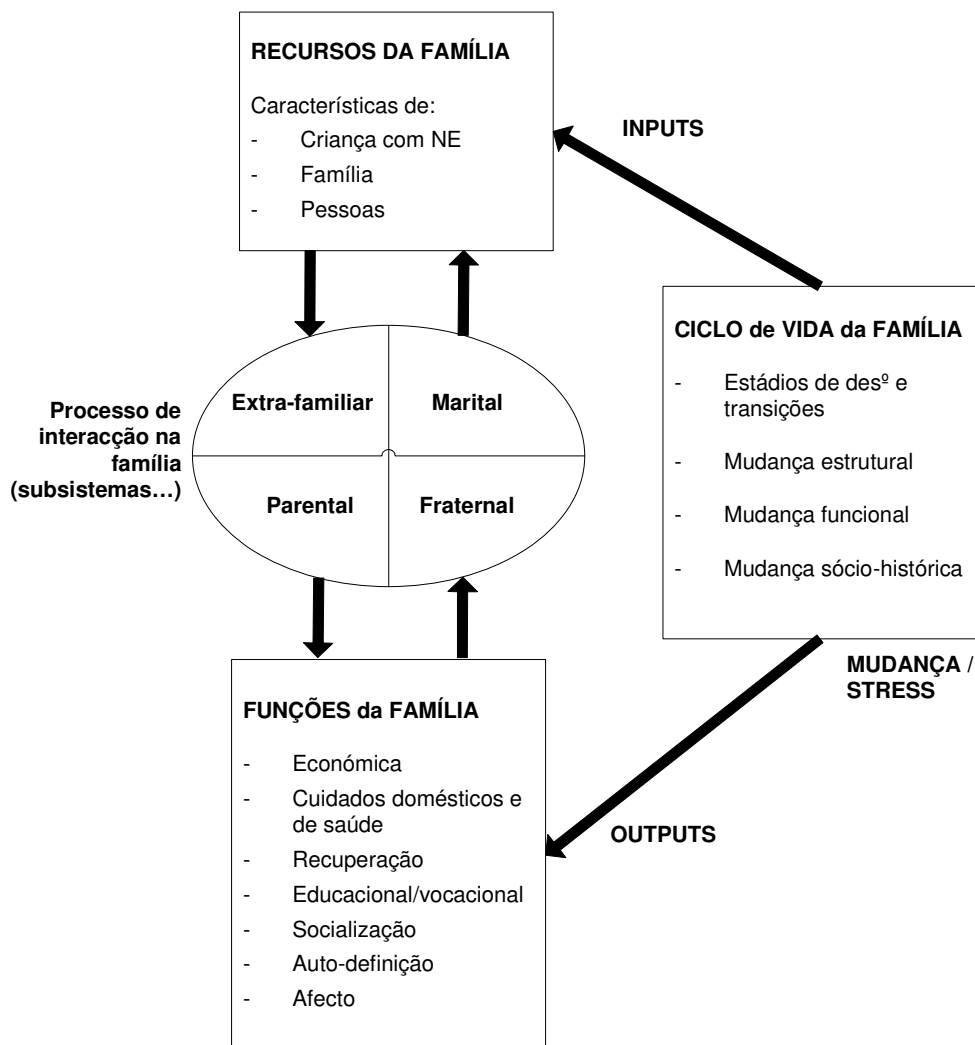 RECURSOS DA FAMÍLIA
Características de:
- Criança com NE
- Família
- Pessoas
INPUTS
CICLO de VIDA da FAMÍLIA
- Estádios de desº e
transições
- Mudança estrutural
- Mudança funcional
- Mudança sócio-histórica
Processo de
interacção na
família
(subsistemas…)
Extra-familiar
Marital
Parental
Fraternal
MUDANÇA /
STRESS
OUTPUTS
FUNÇÕES da FAMÍLIA
- Económica
- Cuidados domésticos e
de saúde
- Recuperação
- Educacional/vocacional
- Socialização
- Auto-definição
- Afecto